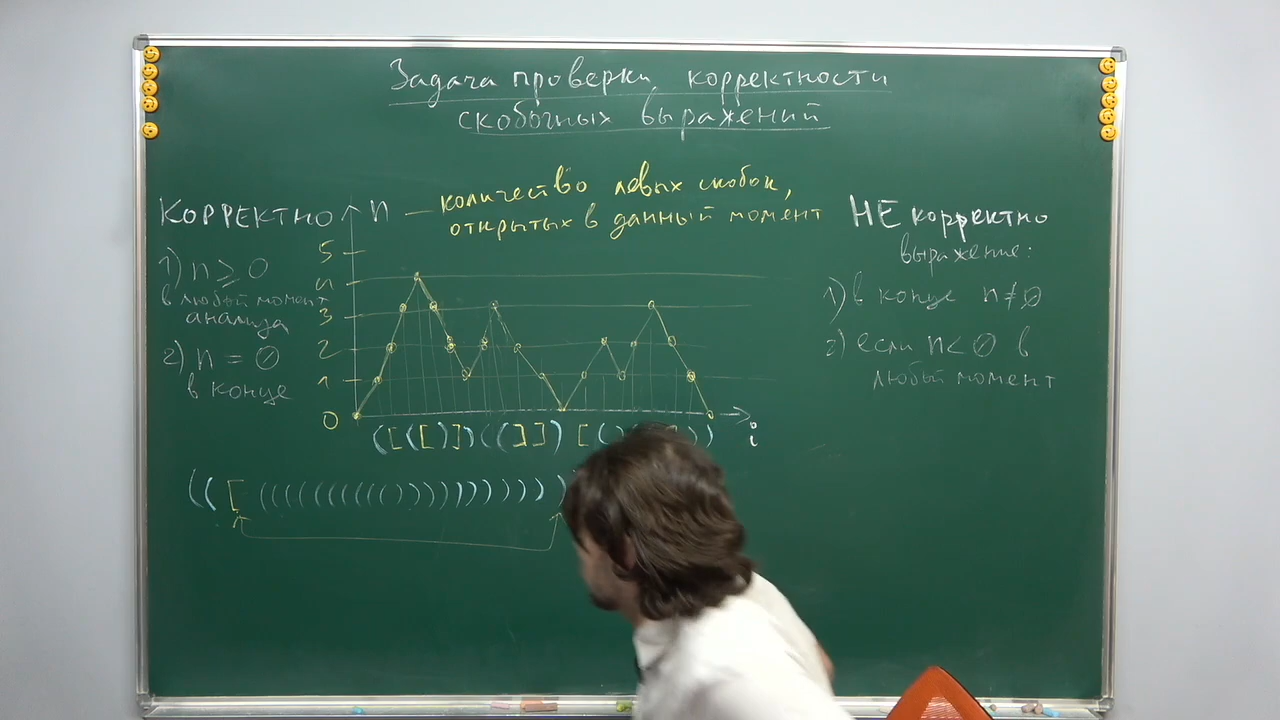 Задача проверки корректности
скобочных выражений
КОРРЕКТНО
1) n ⩾ 0
в любой момент
анализа
2) n = 0
в конце
n — количество левых скобок,
открытых в данный момент
5
4
3
2
1
0
i
НЕ корректно
выражение:
1) в конце n ≠ 0
2) если n < 0 в
любый момент